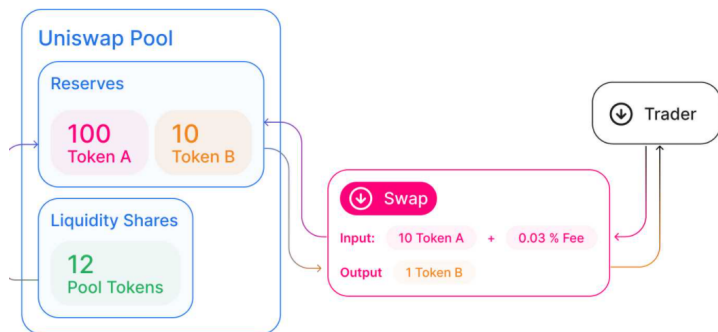 Uniswap Pool
Reserves
100
Token A
10
Token B
Liquidity Shares
12
Pool Tokens
Swap
Input: 10 Token A + 0.03 % Fee
Output 1 Token B
Trader